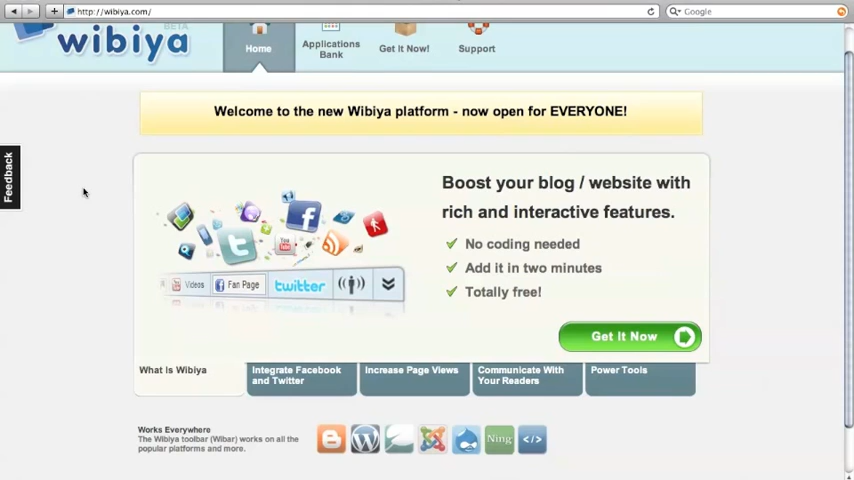 http://wibiya.com/
Google
BETA
wibiya
Home
Applications
Bank
Get It Now!
Support
Welcome to the new Wibiya platform - now open for EVERYONE!
Feedback
Boost your blog / website with
rich and interactive features.
No coding needed
Add it in two minutes
Totally free!
You
Tube
Videos
Fan Page
twitter
Get It Now
What is Wibiya
Integrate Facebook
and Twitter
Increase Page Views
Communicate With
Your Readers
Power Tools
Works Everywhere
The Wibiya toolbar (Wibar) works on all the
popular platforms and more.
Ning
</>